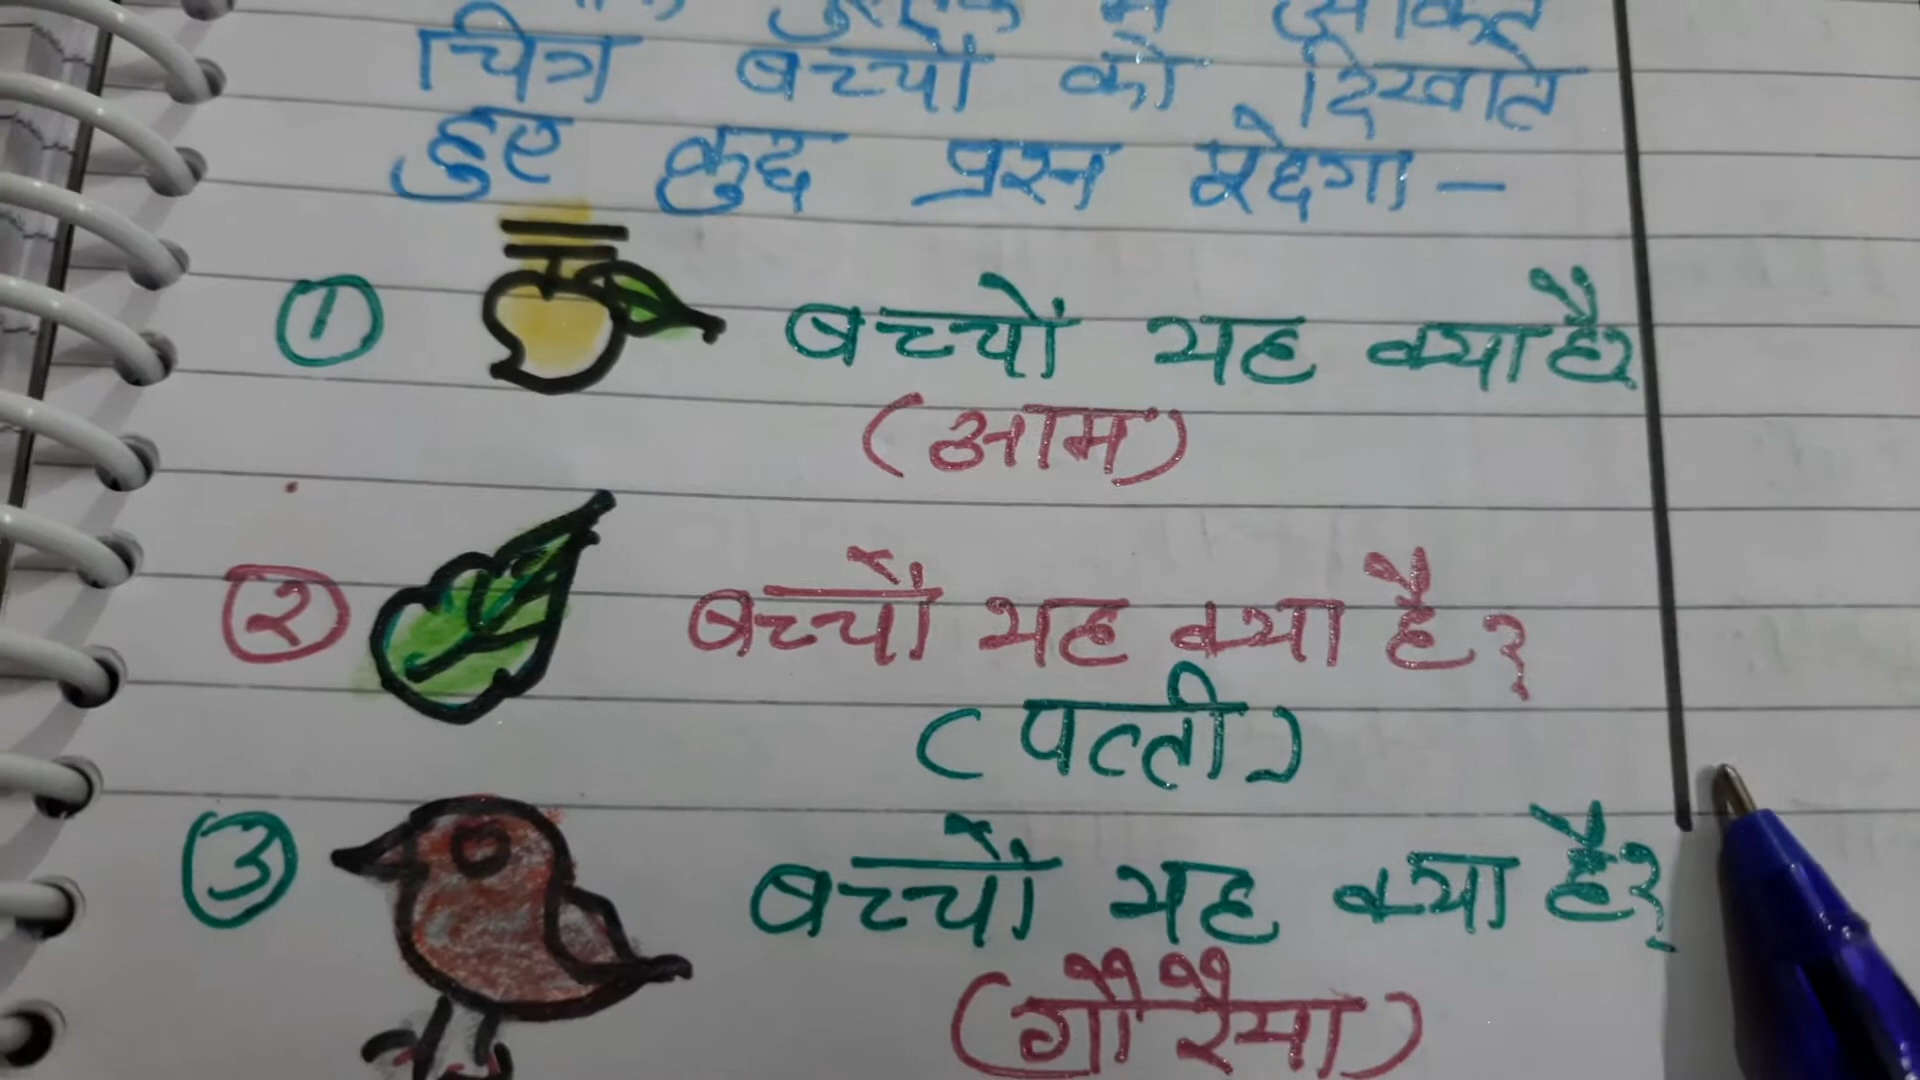 में
चित्र बच्चों को दिखाते
हुए कुछ प्रश्न पूछेगा —
① बच्चों यह क्या है?
(आम)
② बच्चों यह क्या है?
(पत्ती)
③ बच्चों यह क्या है?
(गौरैया)